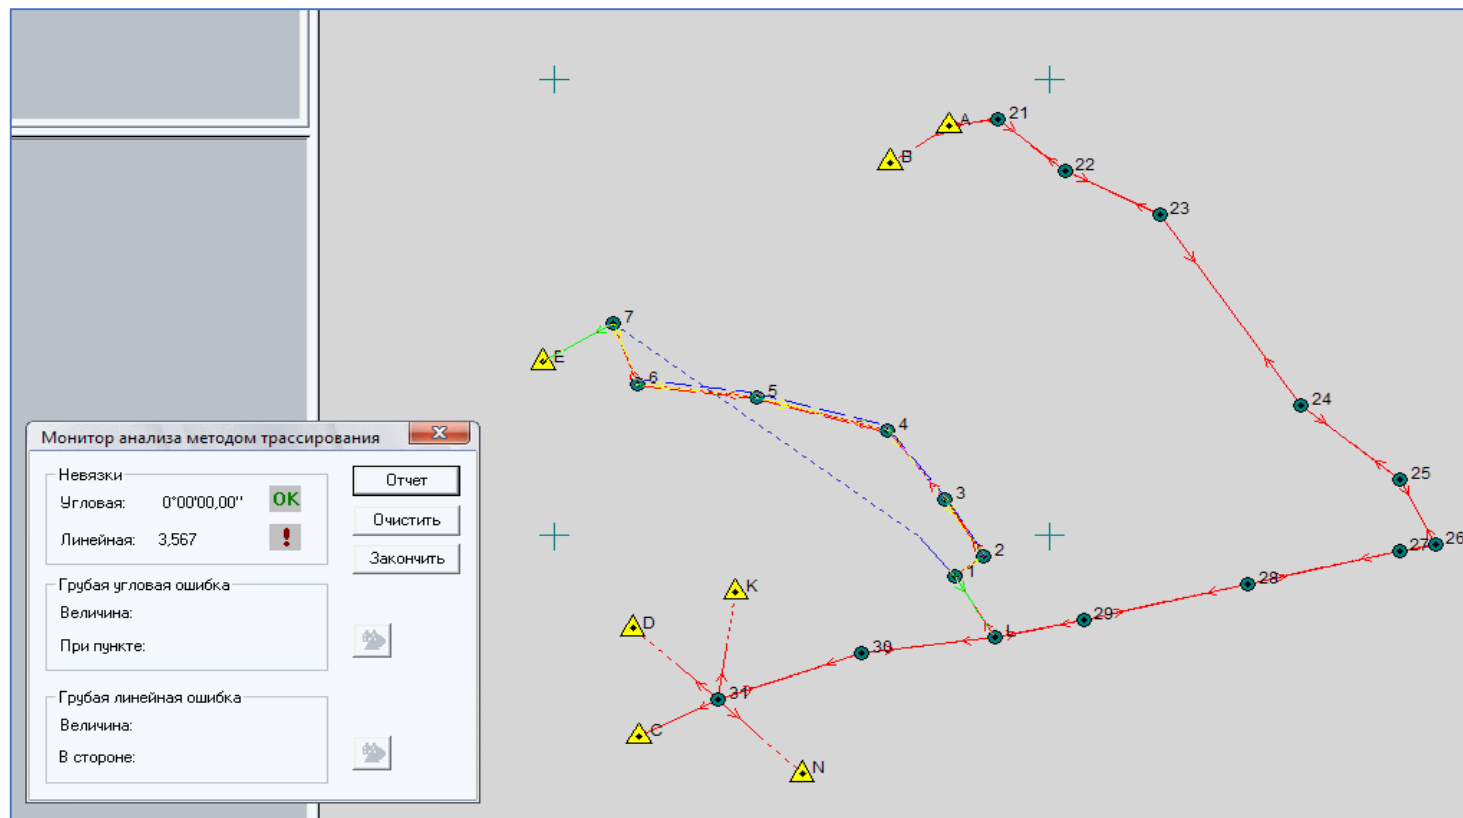 A
21
B
22
23
7
E
6
5
24
4
25
3
26
27
2
1
28
29
L
30
K
D
31
C
N
Монитор анализа методом трассирования
Невязки
Угловая: 0°00'00,00" OK
Линейная: 3,567 !
Грубая угловая ошибка
Величина:
При пункте:
Грубая линейная ошибка
Величина:
В стороне:
Отчет
Очистить
Закончить